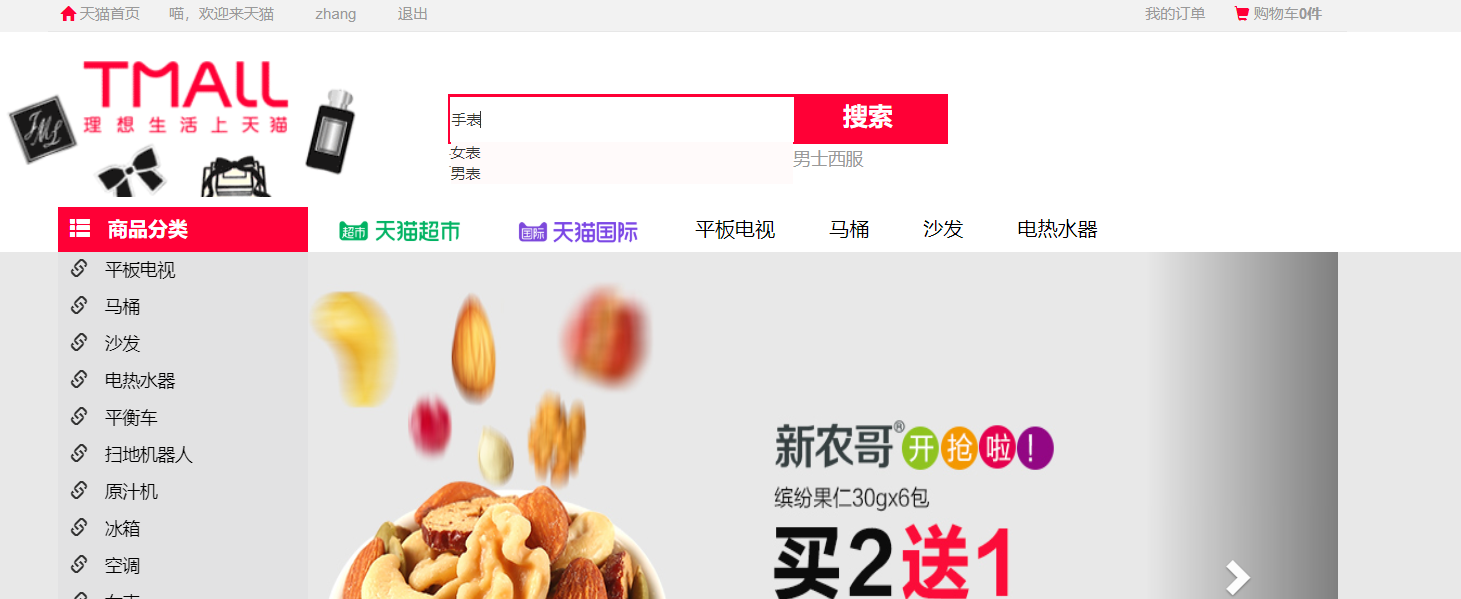 天猫首页 喵，欢迎来天猫 zhang 退出 我的订单 购物车0件
TMALL
理想生活上天猫
手表
搜索
女表
男士西服
男表
商品分类
超市 天猫超市 国际 天猫国际 平板电视 马桶 沙发 电热水器
平板电视
马桶
沙发
电热水器
平衡车
扫地机器人
原汁机
冰箱
空调
新农哥® 开抢啦！
缤纷果仁30gx6包
买2送1